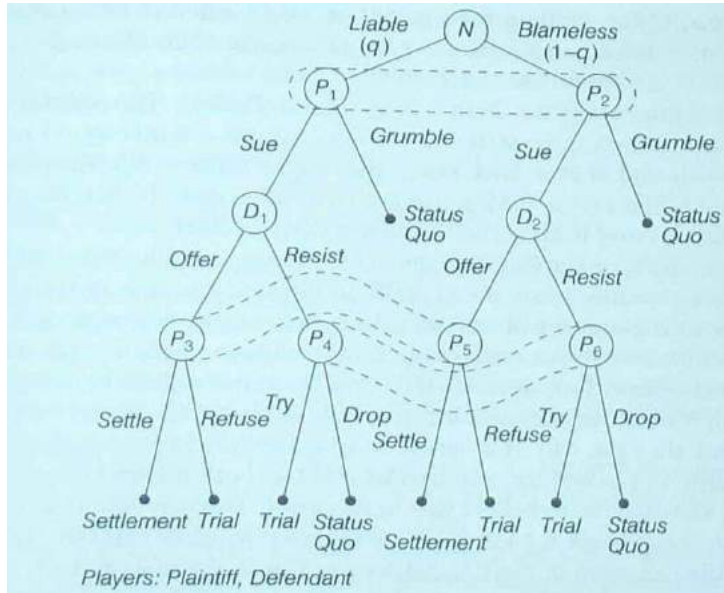 Liable
(q)
N
Blameless
(1–q)
P1
P2
Sue
Grumble
Sue
Grumble
D1
Status
Quo
D2
Status
Quo
Offer
Resist
Offer
Resist
P3
P4
P5
P6
Settle
Refuse
Try
Drop
Settle
Refuse
Try
Drop
Settlement
Trial
Trial
Status
Quo
Settlement
Trial
Trial
Status
Quo
Players: Plaintiff, Defendant